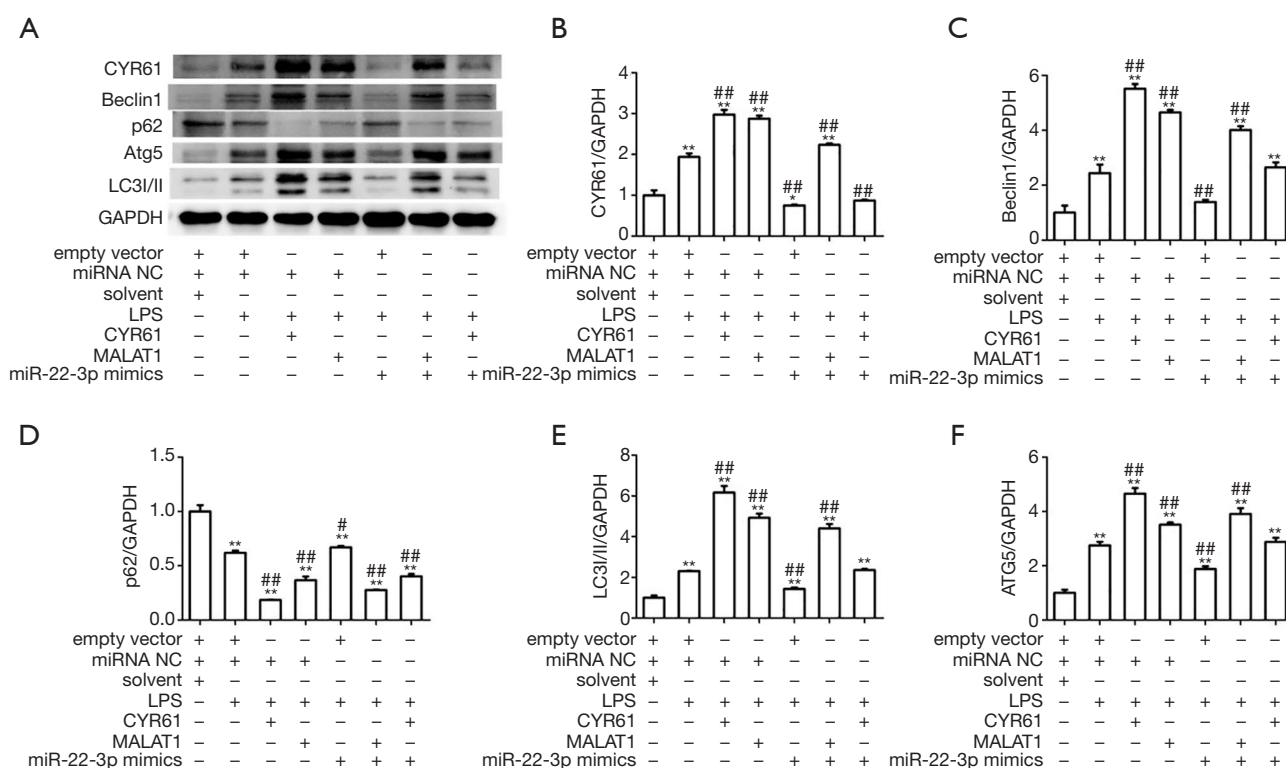 A
CYR61
Beclin1
p62
Atg5
LC3I/II
GAPDH
empty vector + + – – + – –
miRNA NC + + + + – – –
solvent + – – – – – –
LPS – + + + + + +
CYR61 – – + – – – +
MALAT1 – – – + – + –
miR-22-3p mimics – – – – + + +
B
CYR61/GAPDH
4
3
2
1
0
** ## ** ## ** ## * ## ** ##
empty vector + + – – + – –
miRNA NC + + + + – – –
solvent + – – – – – –
LPS – + + + + + +
CYR61 – – + – – – +
MALAT1 – – – + – + –
miR-22-3p mimics – – – – + + +
C
Beclin1/GAPDH
6
4
2
0
** ## ** ## ** ## ## ** **
empty vector + + – – + – –
miRNA NC + + + + – – –
solvent + – – – – – –
LPS – + + + + + +
CYR61 – – + – – – +
MALAT1 – – – + – + –
miR-22-3p mimics – – – – + + +
D
p62/GAPDH
1.5
1.0
0.5
0.0
** ## ** ## ** # ** ## ** ## **
empty vector + + – – + – –
miRNA NC + + + + – – –
solvent + – – – – – –
LPS – + + + + + +
CYR61 – – + – – – +
MALAT1 – – – + – + –
miR-22-3p mimics – – – – + + +
E
LC3I/II/GAPDH
8
6
4
2
0
** ## ** ## ** ## ** ## ** **
empty vector + + – – + – –
miRNA NC + + + + – – –
solvent + – – – – – –
LPS – + + + + + +
CYR61 – – + – – – +
MALAT1 – – – + – + –
miR-22-3p mimics – – – – + + +
F
ATG5/GAPDH
6
4
2
0
** ## ** ## ** ## ** ## ** **
empty vector + + – – + – –
miRNA NC + + + + – – –
solvent + – – – – – –
LPS – + + + + + +
CYR61 – – + – – – +
MALAT1 – – – + – + –
miR-22-3p mimics – – – – + + +